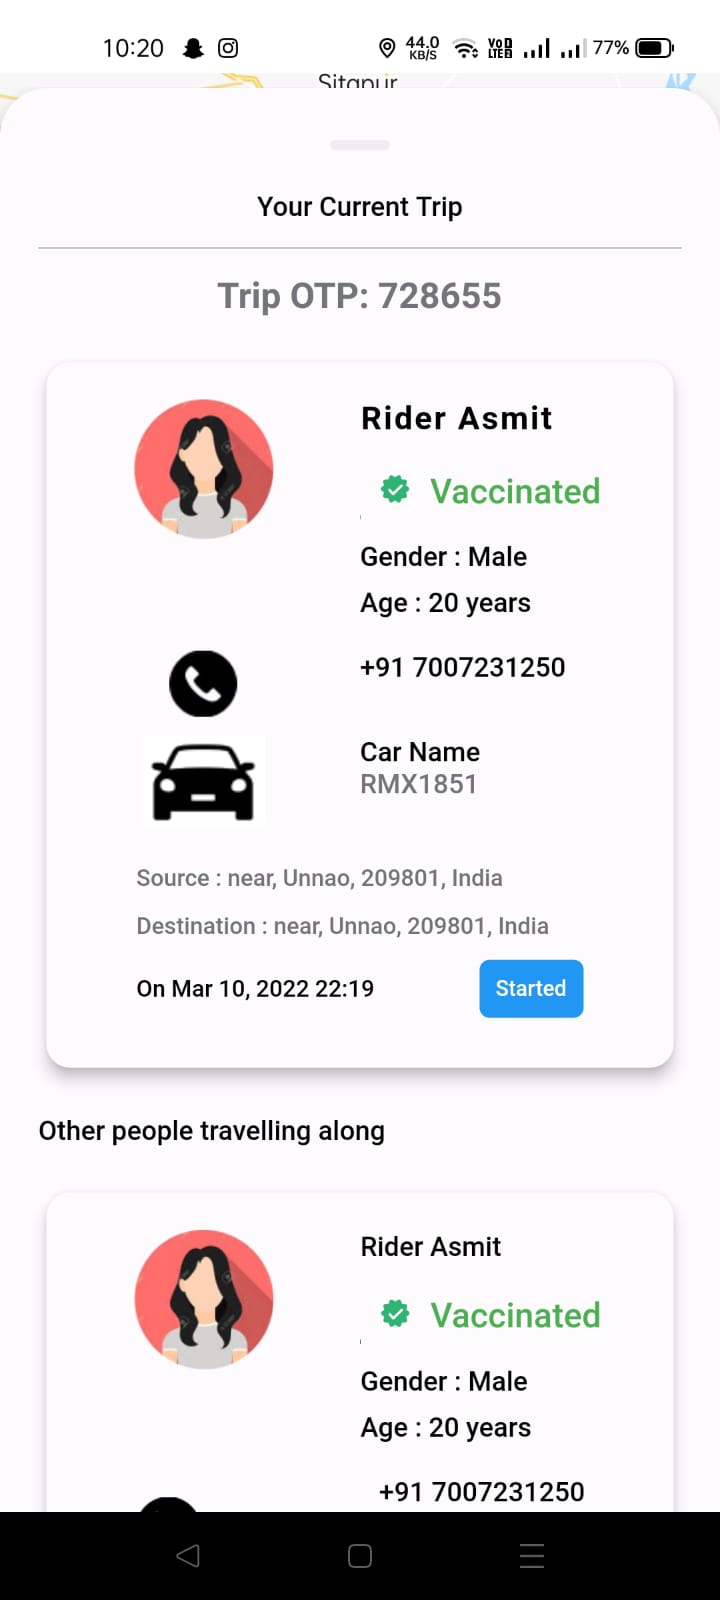 10:20 44.0 KB/S VoD LTE2 77%
Sitapur
Your Current Trip
Trip OTP: 728655
Rider Asmit
Vaccinated
Gender : Male
Age : 20 years
+91 7007231250
Car Name
RMX1851
Source : near, Unnao, 209801, India
Destination : near, Unnao, 209801, India
On Mar 10, 2022 22:19 Started
Other people travelling along
Rider Asmit
Vaccinated
Gender : Male
Age : 20 years
+91 7007231250